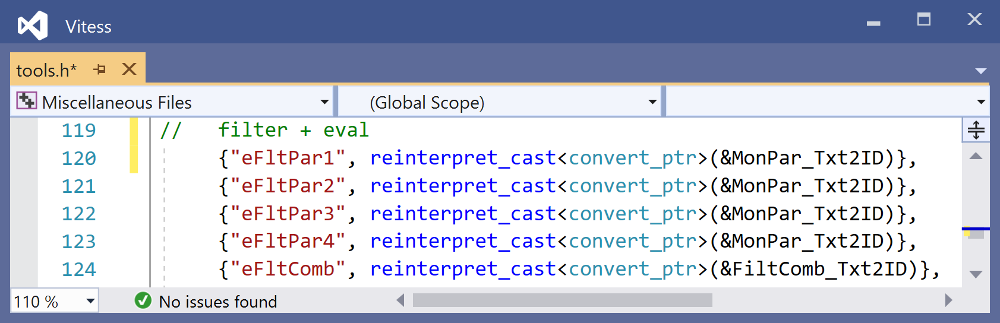 Vitess
tools.h*
Miscellaneous Files (Global Scope)
119 //   filter + eval
120 {"eFltPar1", reinterpret_cast<convert_ptr>(&MonPar_Txt2ID)},
121 {"eFltPar2", reinterpret_cast<convert_ptr>(&MonPar_Txt2ID)},
122 {"eFltPar3", reinterpret_cast<convert_ptr>(&MonPar_Txt2ID)},
123 {"eFltPar4", reinterpret_cast<convert_ptr>(&MonPar_Txt2ID)},
124 {"eFltComb", reinterpret_cast<convert_ptr>(&FiltComb_Txt2ID)},
110 % No issues found